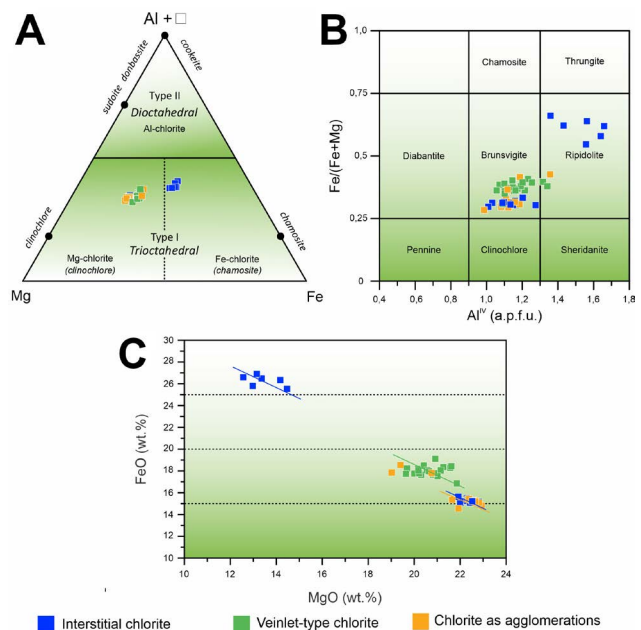 A
Al + □
sudoite donbassite
cookeite
Type II
Dioctahedral
Al-chlorite
clinochlore
chamosite
Type I
Trioctahedral
Mg-chlorite
(clinochlore)
Fe-chlorite
(chamosite)
Mg
Fe
B
1,0
0,75
0,5
0,25
0
Fe/(Fe+Mg)
Chamosite
Thrungite
Diabantite
Brunsvigite
Ripidolite
Pennine
Clinochlore
Sheridanite
0,4 0,6 0,8 1,0 1,2 1,4 1,6 1,8
Al^IV (a.p.f.u.)
C
30
28
26
24
22
20
18
16
14
12
10
FeO (wt.%)
10 12 14 16 18 20 22 24
MgO (wt.%)
Interstitial chlorite
Veinlet-type chlorite
Chlorite as agglomerations